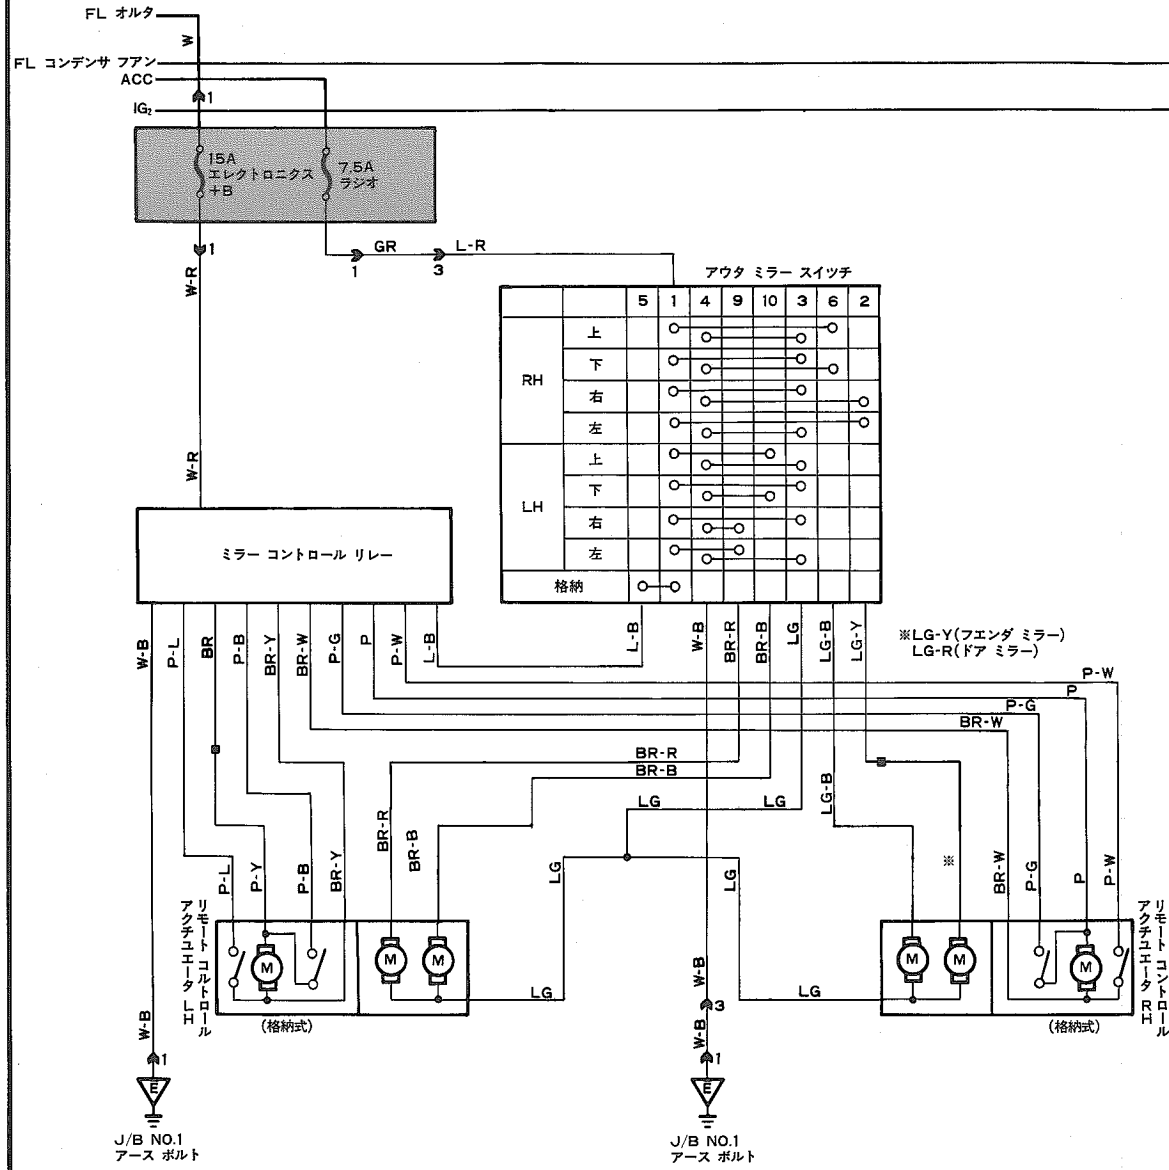 FL オルタ
W
FL コンデンサ フアン
ACC
1
IG₂
15A
エレクトロニクス
+B
7.5A
ラジオ
1
GR
L-R
1
3
W-R
W-R
アウタ ミラー スイツチ
5 1 4 9 10 3 6 2
RH
上
下
右
左
LH
上
下
右
左
格納
ミラー コントロール リレー
W-B
P-L
BR
P-B
BR-Y
BR-W
P-G
P
P-W
L-B
L-B
W-B
BR-R
BR-B
LG
LG-B
LG-Y
※LG-Y(フエンダ ミラー)
LG-R(ドア ミラー)
P-W
P
P-G
BR-W
BR-R
BR-B
LG
LG
LG-B
BR-R
BR-B
LG
LG
※
P-L
P-Y
P-B
BR-Y
BR-W
P-G
P
P-W
リモート コルトロール
アクチユエータ LH
M
M
M
M
M
M
リモート コントロール
アクチユエータ RH
LG
LG
(格納式)
(格納式)
W-B
3
W-B
W-B
1
1
E
E
J/B NO.1
アース ボルト
J/B NO.1
アース ボルト